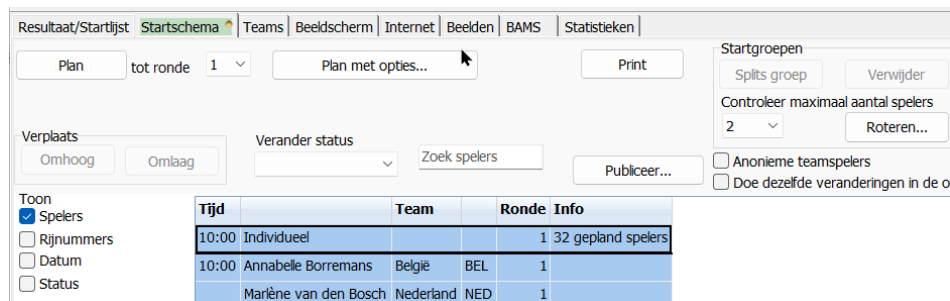 Resultaat/Startlijst Startschema Teams Beeldscherm Internet Beelden BAMS Statistieken
Plan tot ronde 1 Plan met opties... Print
Startgroepen
Splits groep Verwijder
Controleer maximaal aantal spelers
2 Roteren...
Verplaats
Omhoog Omlaag
Verander status
Zoek spelers
Publiceer...
Anonieme teamspelers
Doe dezelfde veranderingen in de o
Toon
Spelers
Rijnummers
Datum
Status
Tijd Team Ronde Info
10:00 Individueel 1 32 gepland spelers
10:00 Annabelle Borremans België BEL 1
Marlène van den Bosch Nederland NED 1